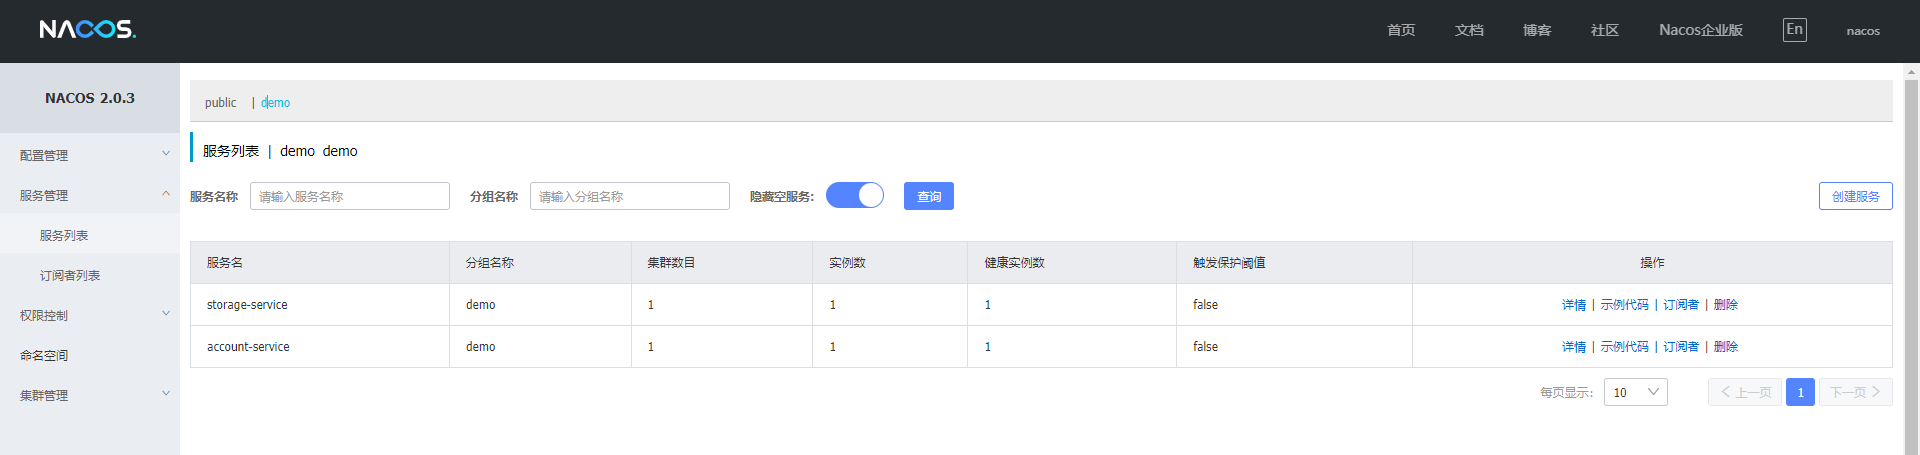 NACOS. 首页 文档 博客 社区 Nacos企业版 En nacos
NACOS 2.0.3
配置管理
服务管理
服务列表
订阅者列表
权限控制
命名空间
集群管理
public | demo
服务列表 | demo demo
服务名称 请输入服务名称 分组名称 请输入分组名称 隐藏空服务: 查询 创建服务
服务名 分组名称 集群数目 实例数 健康实例数 触发保护阈值 操作
storage-service demo 1 1 1 false 详情 | 示例代码 | 订阅者 | 删除
account-service demo 1 1 1 false 详情 | 示例代码 | 订阅者 | 删除
每页显示: 10 上一页 1 下一页